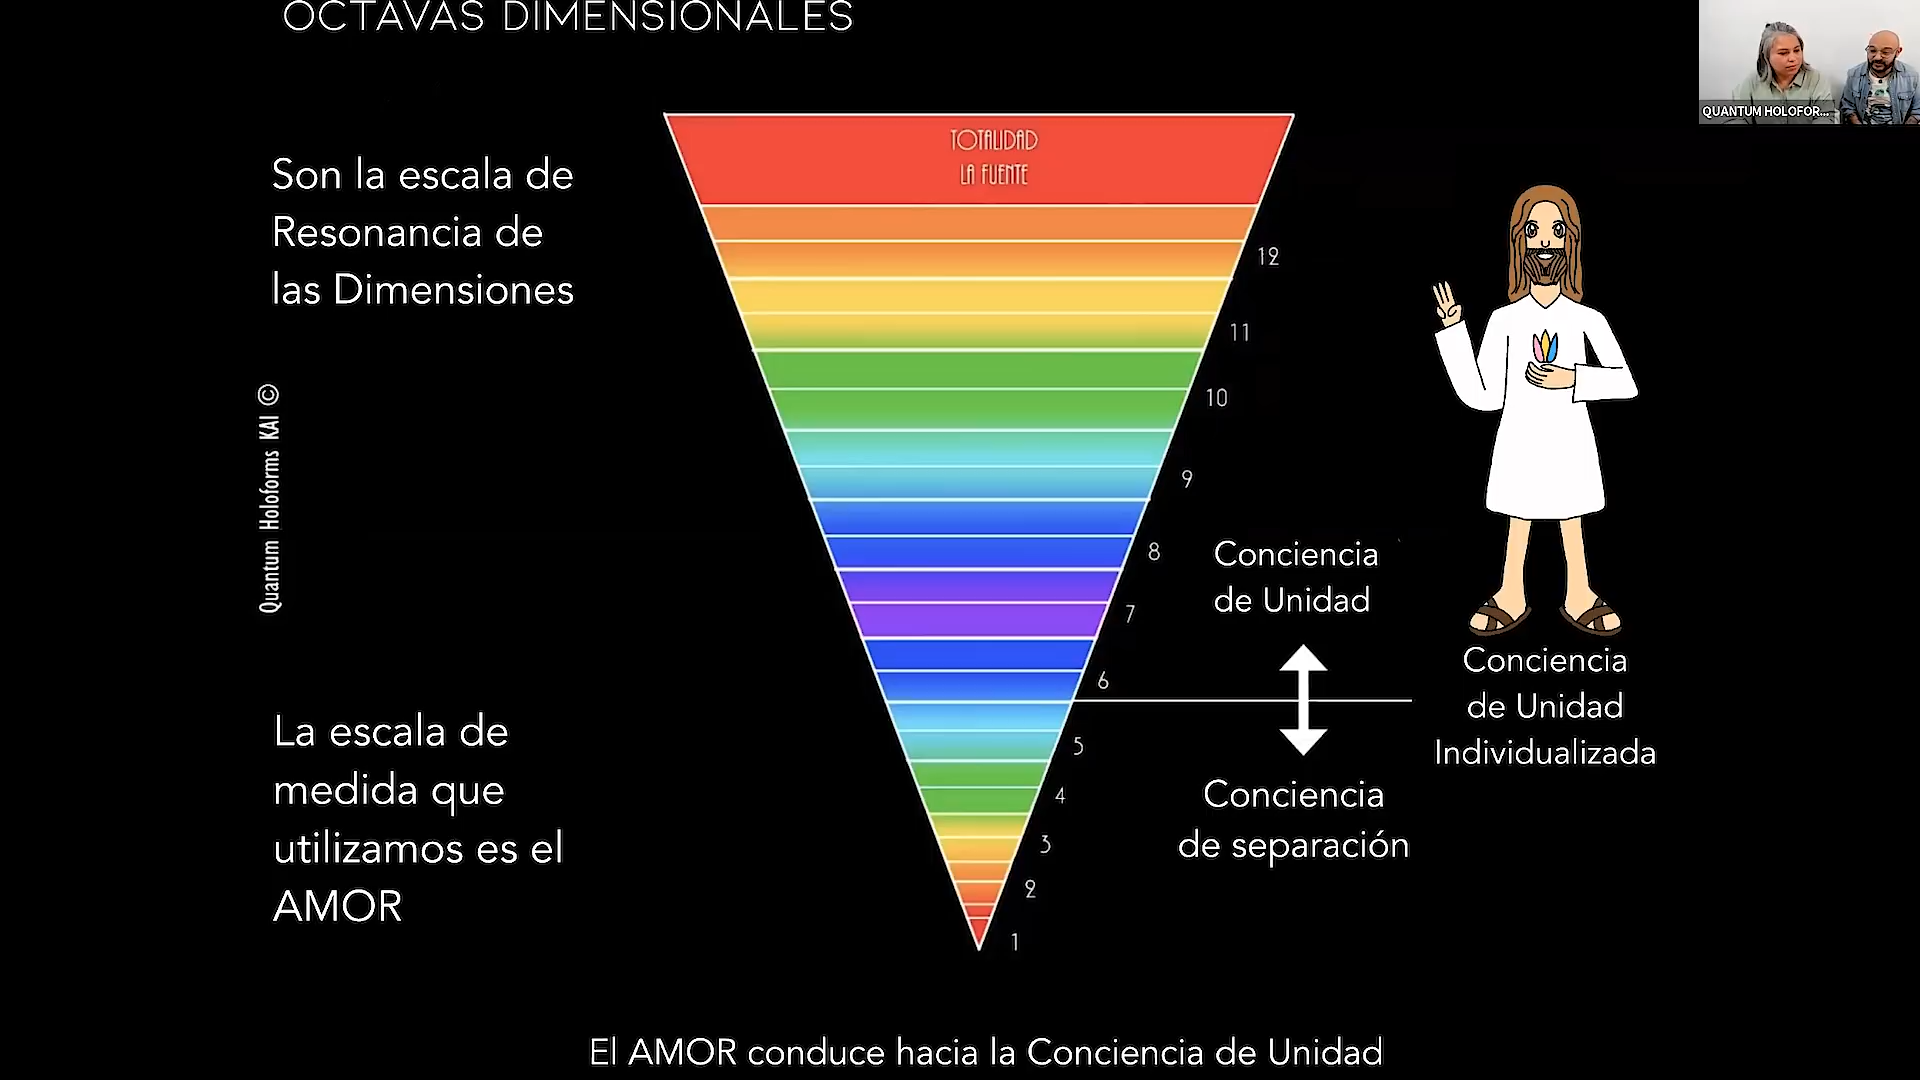 OCTAVAS DIMENSIONALES
QUANTUM HOLOFOR...
TOTALIDAD
LA FUENTE
Son la escala de
Resonancia de
las Dimensiones
12
11
10
9
8
7
6
5
4
3
2
1
Quantum Holoforms KAI ©
Conciencia
de Unidad
Conciencia
de Unidad
Individualizada
La escala de
medida que
utilizamos es el
AMOR
Conciencia
de separación
El AMOR conduce hacia la Conciencia de Unidad